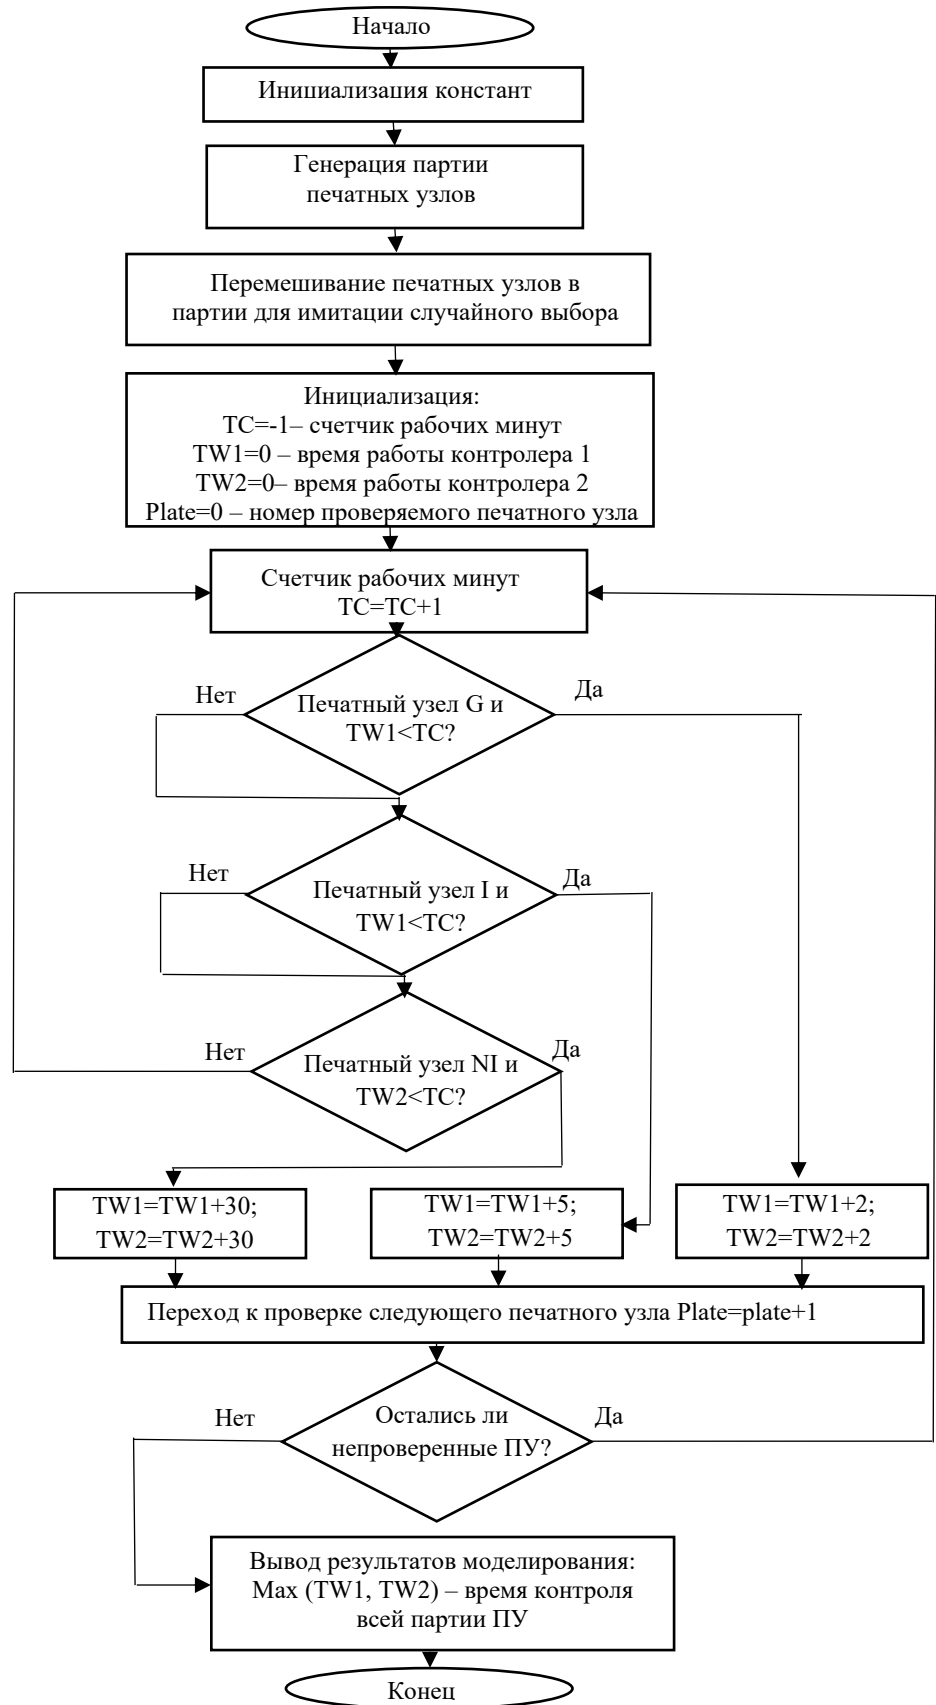 Начало
Инициализация констант
Генерация партии
печатных узлов
Перемешивание печатных узлов в
партии для имитации случайного выбора
Инициализация:
TC=-1– счетчик рабочих минут
TW1=0 – время работы контролера 1
TW2=0– время работы контролера 2
Plate=0 – номер проверяемого печатного узла
Счетчик рабочих минут
TC=TC+1
Нет
Да
Печатный узел G и
TW1<TC?
Нет
Да
Печатный узел I и
TW1<TC?
Нет
Да
Печатный узел NI и
TW2<TC?
TW1=TW1+30;
TW2=TW2+30
TW1=TW1+5;
TW2=TW2+5
TW1=TW1+2;
TW2=TW2+2
Переход к проверке следующего печатного узла Plate=plate+1
Нет
Да
Остались ли
непроверенные ПУ?
Вывод результатов моделирования:
Max (TW1, TW2) – время контроля
всей партии ПУ
Конец